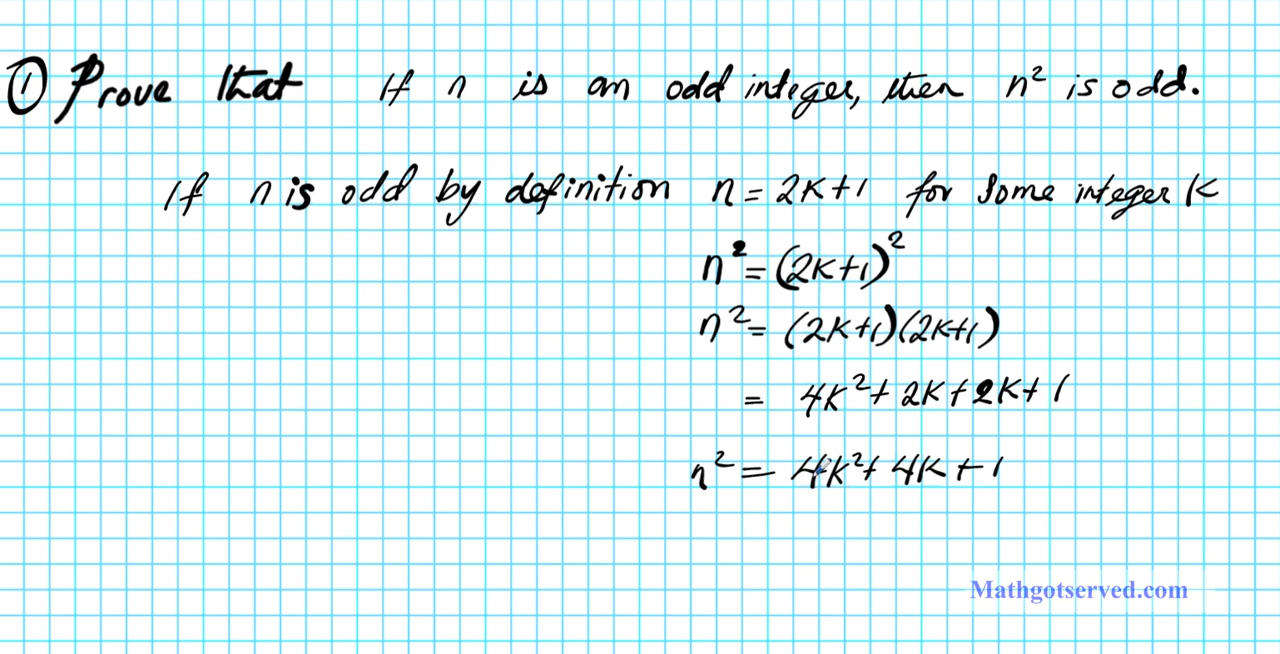 ① Prove that If n is an odd integer, then n² is odd.
If n is odd by definition n = 2K+1 for some integer K
n² = (2K+1)²
n² = (2K+1)(2K+1)
= 4K² + 2K + 2K + 1
n² = 4K² + 4K + 1
Mathgotserved.com